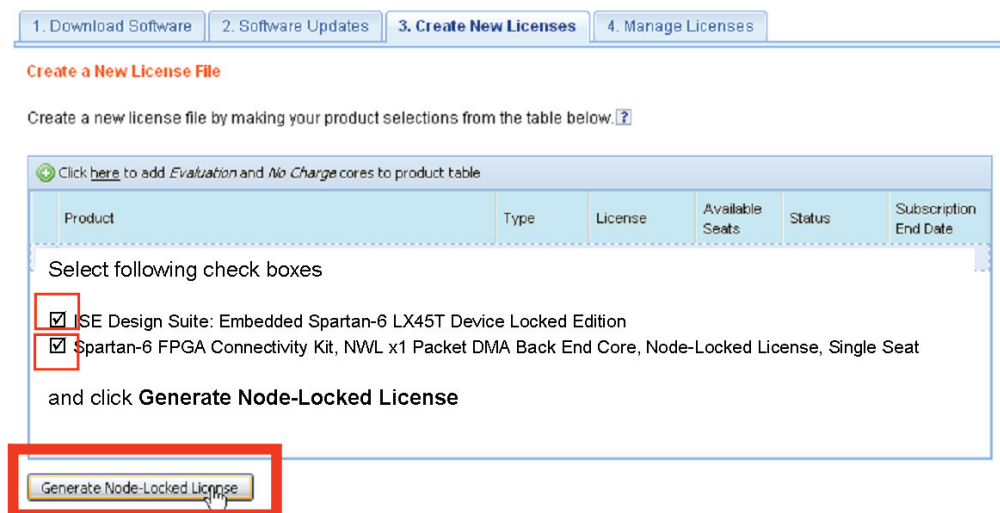 1. Download Software 2. Software Updates 3. Create New Licenses 4. Manage Licenses
Create a New License File
Create a new license file by making your product selections from the table below. ?
Click here to add Evaluation and No Charge cores to product table
Product Type License Available Seats Status Subscription End Date
Select following check boxes
ISE Design Suite: Embedded Spartan-6 LX45T Device Locked Edition
Spartan-6 FPGA Connectivity Kit, NWL x1 Packet DMA Back End Core, Node-Locked License, Single Seat
and click Generate Node-Locked License
Generate Node-Locked License